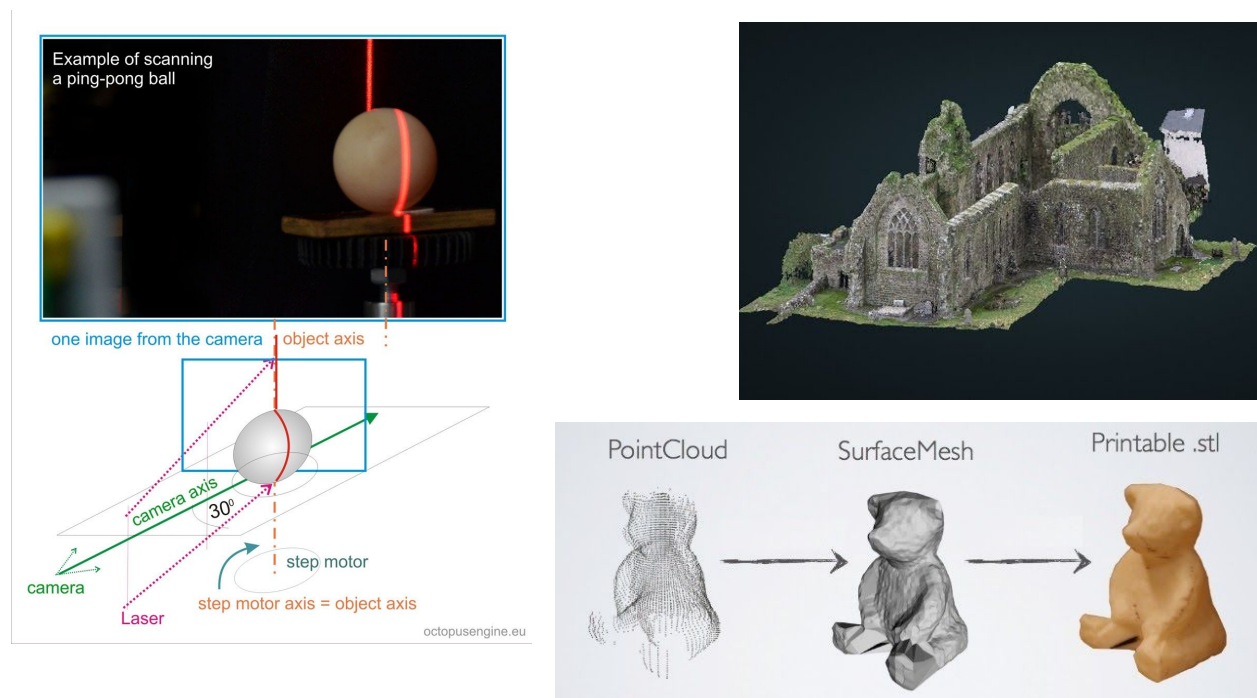 Example of scanning
a ping-pong ball
one image from the camera
object axis
camera axis
30⁰
step motor
camera
step motor axis = object axis
Laser
octopusengine.eu
PointCloud
SurfaceMesh
Printable .stl